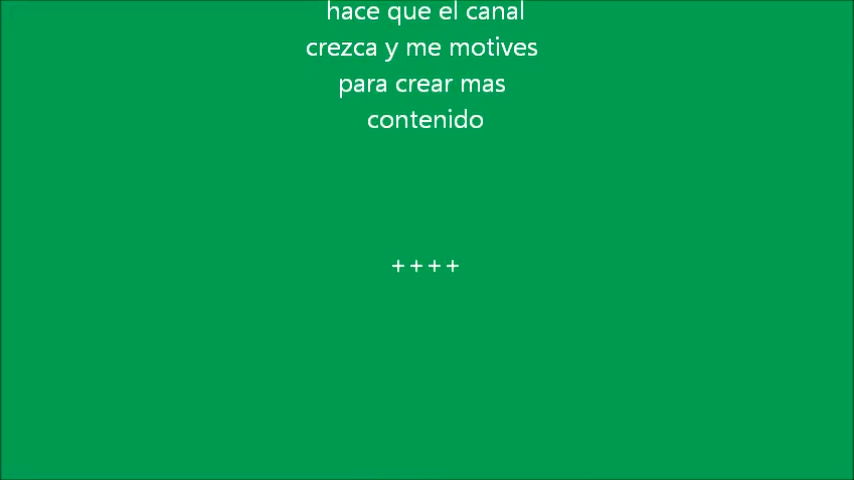 hace que el canal
crezca y me motives
para crear mas
contenido
++++